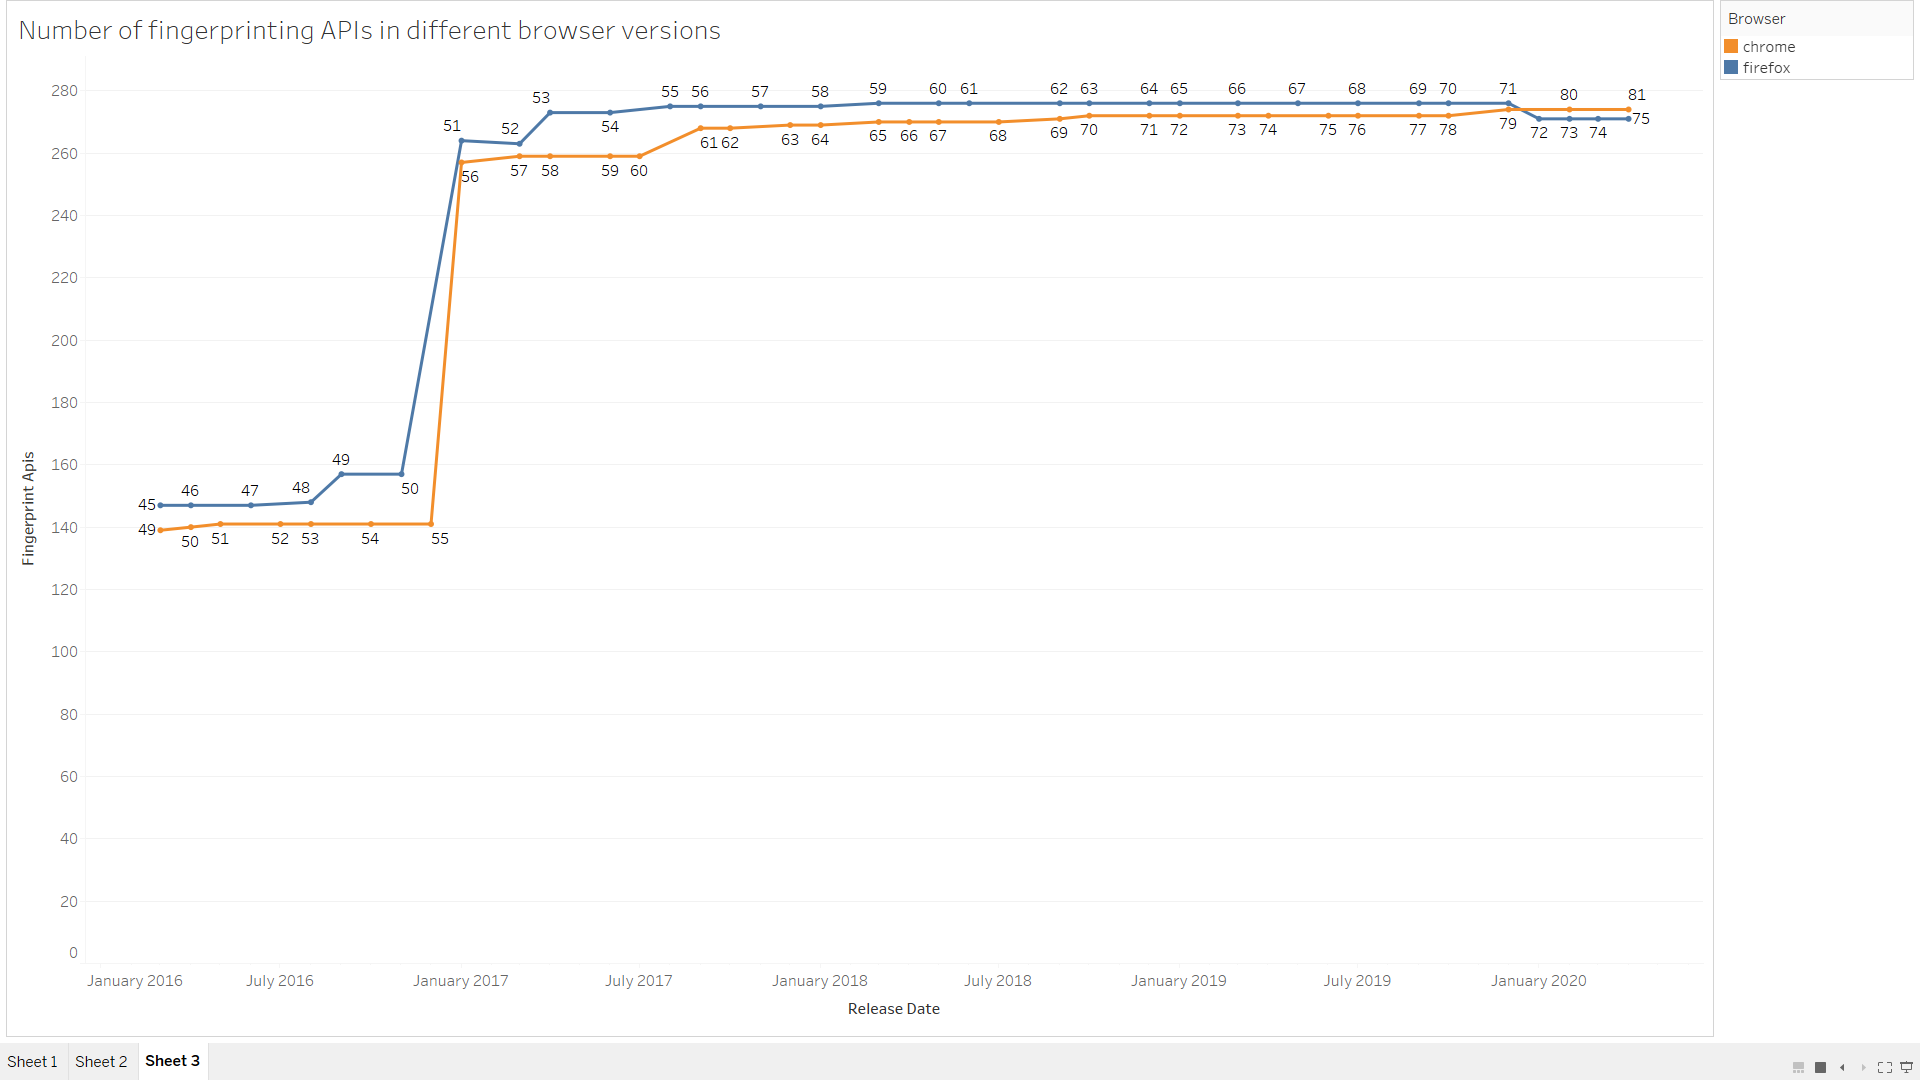 Number of fingerprinting APIs in different browser versions
Browser
chrome
firefox
Fingerprint Apis
280
260
240
220
200
180
160
140
120
100
80
60
40
20
0
45 46 47 48 49 50 51 52 53 54 55 56 57 58 59 60 61 62 63 64 65 66 67 68 69 70 71 72 73 74 75
49 50 51 52 53 54 55 56 57 58 59 60 61 62 63 64 65 66 67 68 69 70 71 72 73 74 75 76 77 78 79 80 81
January 2016 July 2016 January 2017 July 2017 January 2018 July 2018 January 2019 July 2019 January 2020
Release Date
Sheet 1 Sheet 2 Sheet 3